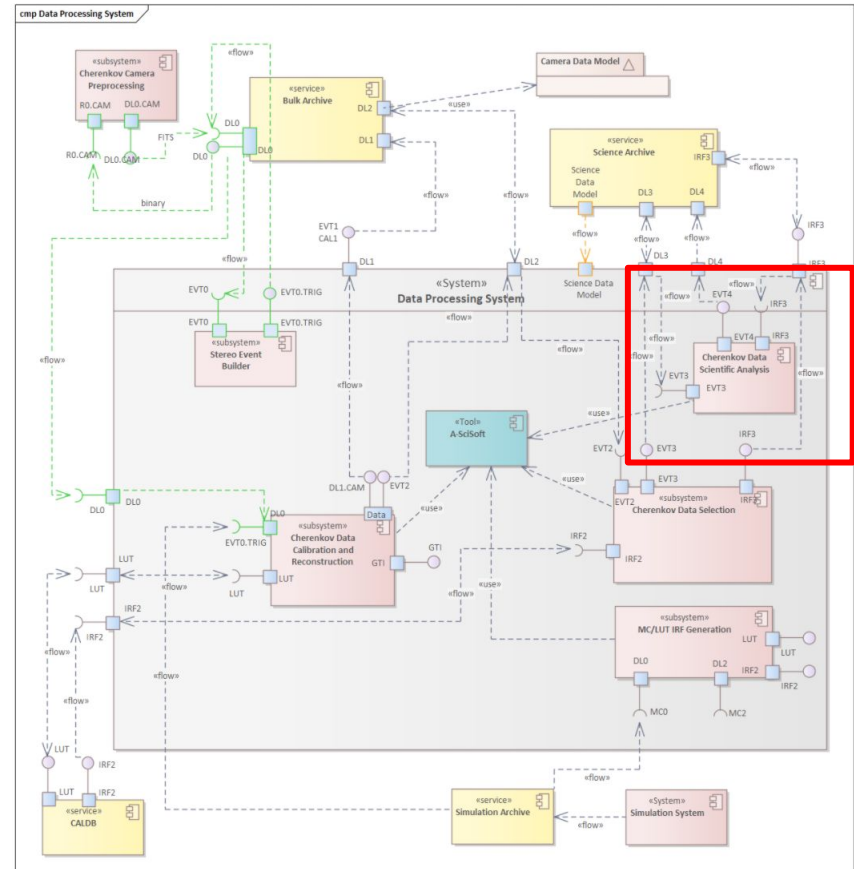 cmp Data Processing System
«subsystem»
Cherenkov Camera
Preprocessing
R0.CAM
DL0.CAM
R0.CAM
DL0.CAM
FITS
binary
«flow»
DL0
DL0
DL0
«service»
Bulk Archive
DL2
DL1
«use»
Camera Data Model
«flow»
«flow»
«service»
Science Archive
IRF3
Science
Data
Model
DL3
DL4
«flow»
IRF3
IRF3
«flow»
«flow»
«flow»
EVT1
CAL1
DL1
DL2
Science Data
Model
DL3
DL4
«System»
Data Processing System
«flow»
«flow»
EVT0
EVT0.TRIG
EVT0
EVT0.TRIG
«subsystem»
Stereo Event
Builder
«flow»
«flow»
«flow»
«flow»
«flow»
EVT4
IRF3
«flow»
EVT4
IRF3
Cherenkov Data
Scientific Analysis
EVT3
EVT3
«flow»
«flow»
«use»
«Tool»
A-SciSoft
EVT2
EVT3
IRF3
EVT2
EVT3
IRF3
«subsystem»
Cherenkov Data Selection
IRF2
IRF2
«use»
«use»
«use»
DL1.CAM
EVT2
Data
DL0
DL0
DL0
EVT0.TRIG
«subsystem»
Cherenkov Data
Calibration and
Reconstruction
GTI
GTI
LUT
LUT
LUT
LUT
LUT
«flow»
IRF2
IRF2
«flow»
«flow»
«flow»
«subsystem»
MC/LUT IRF Generation
LUT
LUT
DL0
DL2
IRF2
IRF2
MC0
MC2
LUT
IRF2
LUT
IRF2
«service»
CALDB
«service»
Simulation Archive
«flow»
«flow»
«System»
Simulation System